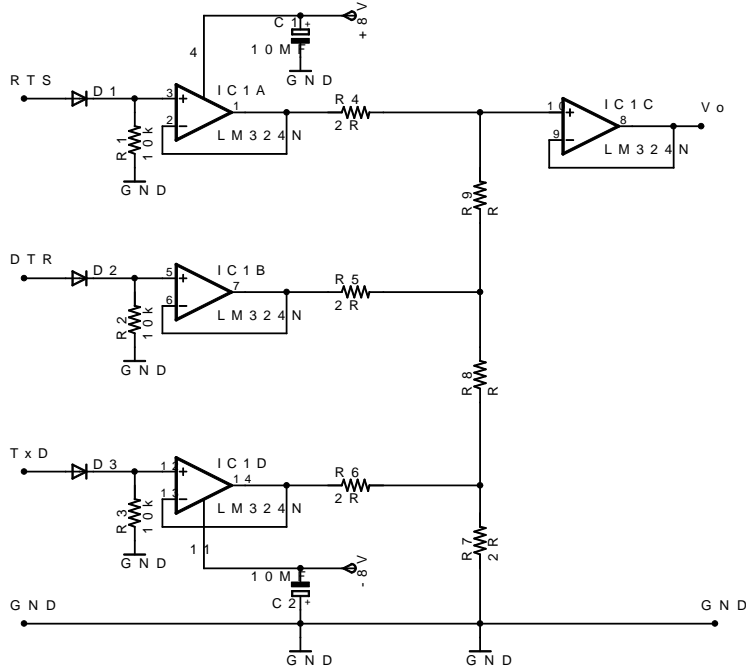 C1 +
10MF
GND
+8V
4
RTS
D1
3
2
1
IC1A
LM324N
R1
10k
GND
R4
2R
10
9
8
IC1C
LM324N
Vo
R9
R
DTR
D2
5
6
7
IC1B
LM324N
R2
10k
GND
R5
2R
R8
R
TxD
D3
12
13
14
IC1D
LM324N
R3
10k
GND
11
R6
2R
R7
2R
10MF
C2 +
-8V
GND
GND
GND
GND